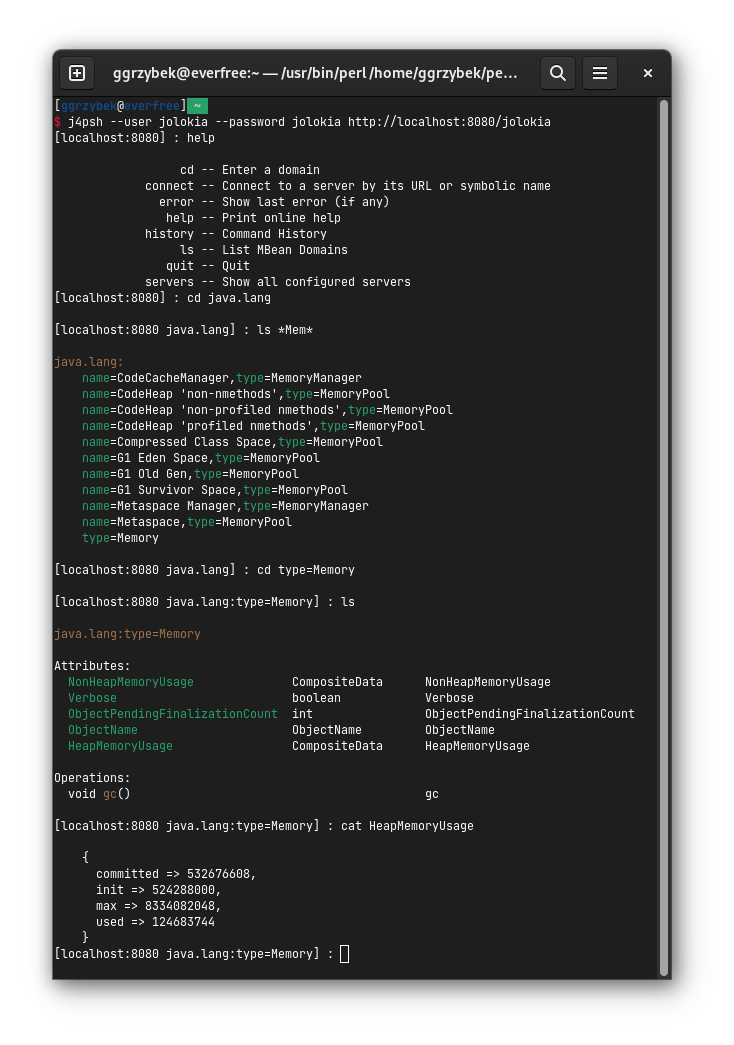 ggrzybek@everfree:~ — /usr/bin/perl /home/ggrzybek/pe...
[ggrzybek@everfree] ~
$ j4psh --user jolokia --password jolokia http://localhost:8080/jolokia
[localhost:8080] : help
cd -- Enter a domain
connect -- Connect to a server by its URL or symbolic name
error -- Show last error (if any)
help -- Print online help
history -- Command History
ls -- List MBean Domains
quit -- Quit
servers -- Show all configured servers
[localhost:8080] : cd java.lang
[localhost:8080 java.lang] : ls *Mem*
java.lang:
name=CodeCacheManager,type=MemoryManager
name=CodeHeap 'non-nmethods',type=MemoryPool
name=CodeHeap 'non-profiled nmethods',type=MemoryPool
name=CodeHeap 'profiled nmethods',type=MemoryPool
name=Compressed Class Space,type=MemoryPool
name=G1 Eden Space,type=MemoryPool
name=G1 Old Gen,type=MemoryPool
name=G1 Survivor Space,type=MemoryPool
name=Metaspace Manager,type=MemoryManager
name=Metaspace,type=MemoryPool
type=Memory
[localhost:8080 java.lang] : cd type=Memory
[localhost:8080 java.lang:type=Memory] : ls
java.lang:type=Memory
Attributes:
NonHeapMemoryUsage CompositeData NonHeapMemoryUsage
Verbose boolean Verbose
ObjectPendingFinalizationCount int ObjectPendingFinalizationCount
ObjectName ObjectName ObjectName
HeapMemoryUsage CompositeData HeapMemoryUsage
Operations:
void gc() gc
[localhost:8080 java.lang:type=Memory] : cat HeapMemoryUsage
{
committed => 532676608,
init => 524288000,
max => 8334082048,
used => 124683744
}
[localhost:8080 java.lang:type=Memory] :